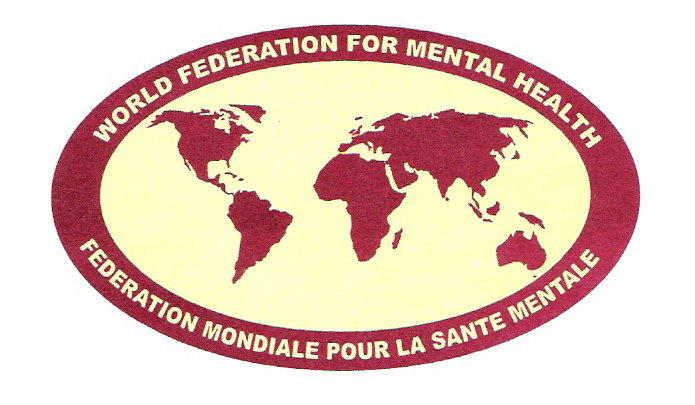 WORLD FEDERATION FOR MENTAL HEALTH
FEDERATION MONDIALE POUR LA SANTE MENTALE